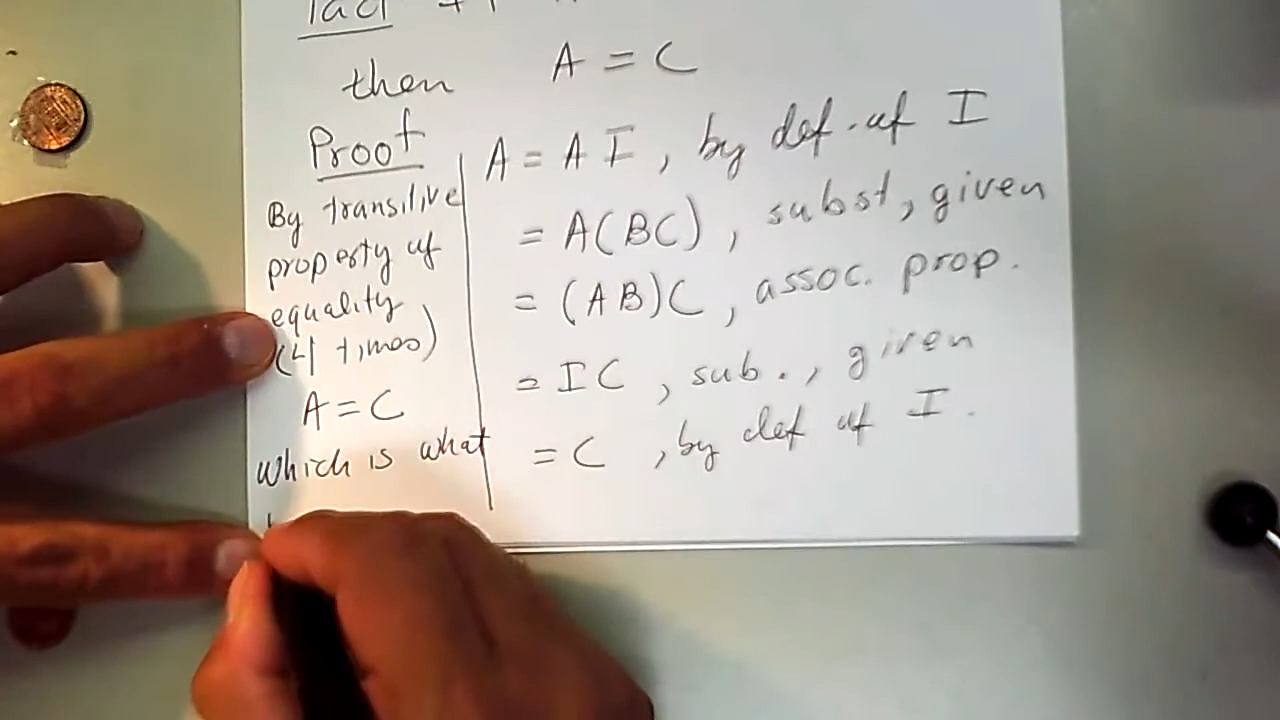 Fact
then A = C
Proof
A = A I, by def. of I
= A(BC), subst, given
= (AB)C, assoc. prop.
= IC, sub., given
= C, by def of I.
By transitive
property of
equality,
(4 times)
A = C
which is what